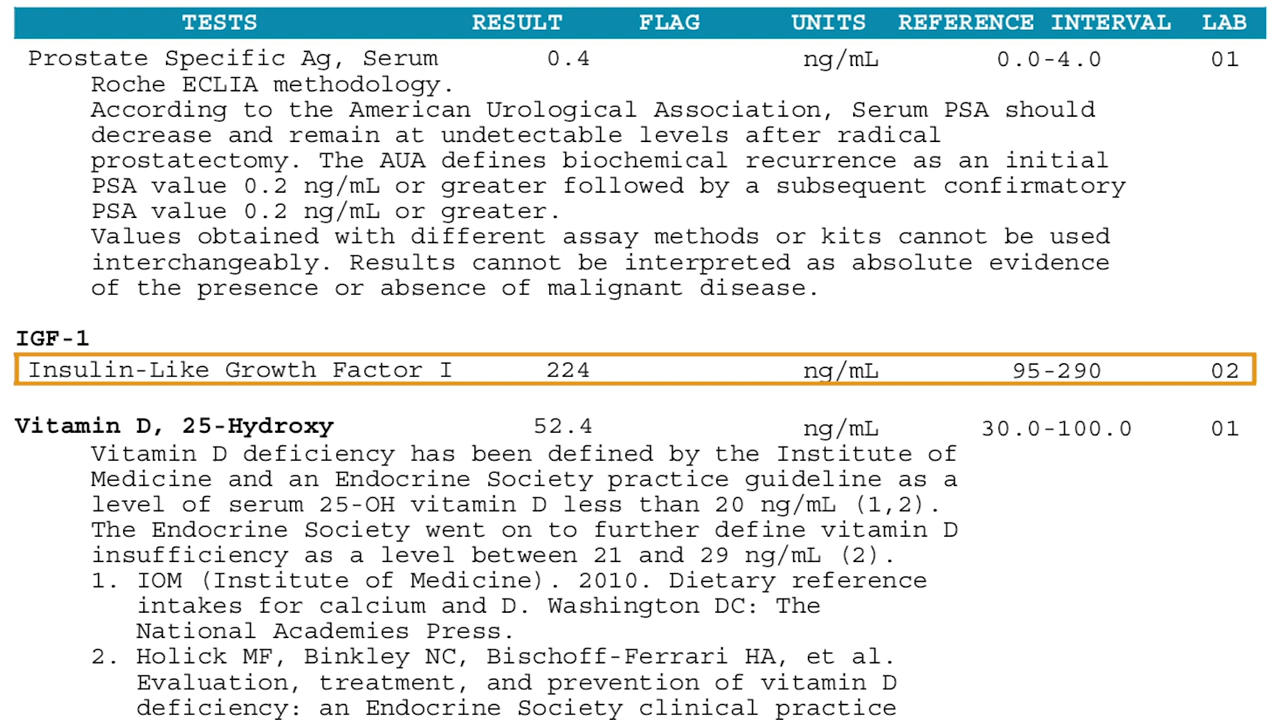 TESTS RESULT FLAG UNITS REFERENCE INTERVAL LAB
Prostate Specific Ag, Serum 0.4 ng/mL 0.0-4.0 01
Roche ECLIA methodology.
According to the American Urological Association, Serum PSA should
decrease and remain at undetectable levels after radical
prostatectomy. The AUA defines biochemical recurrence as an initial
PSA value 0.2 ng/mL or greater followed by a subsequent confirmatory
PSA value 0.2 ng/mL or greater.
Values obtained with different assay methods or kits cannot be used
interchangeably. Results cannot be interpreted as absolute evidence
of the presence or absence of malignant disease.
IGF-1
Insulin-Like Growth Factor I 224 ng/mL 95-290 02
Vitamin D, 25-Hydroxy 52.4 ng/mL 30.0-100.0 01
Vitamin D deficiency has been defined by the Institute of
Medicine and an Endocrine Society practice guideline as a
level of serum 25-OH vitamin D less than 20 ng/mL (1,2).
The Endocrine Society went on to further define vitamin D
insufficiency as a level between 21 and 29 ng/mL (2).
1. IOM (Institute of Medicine). 2010. Dietary reference
intakes for calcium and D. Washington DC: The
National Academies Press.
2. Holick MF, Binkley NC, Bischoff-Ferrari HA, et al.
Evaluation, treatment, and prevention of vitamin D
deficiency: an Endocrine Society clinical practice